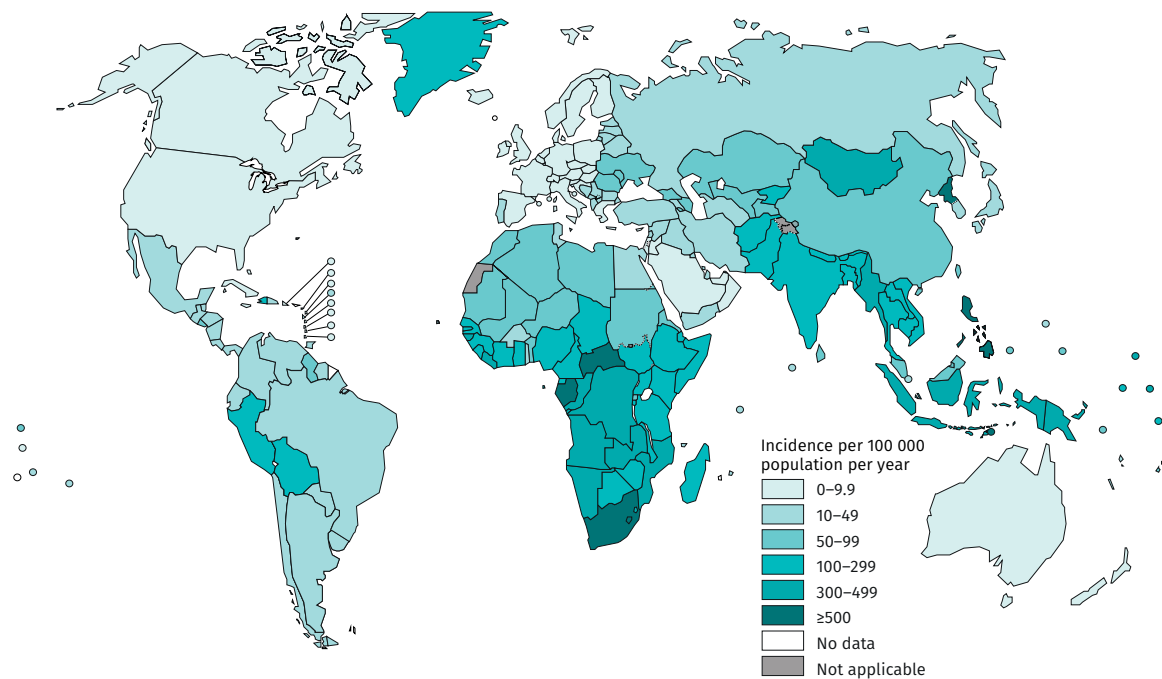 Incidence per 100 000
population per year
0–9.9
10–49
50–99
100–299
300–499
≥500
No data
Not applicable